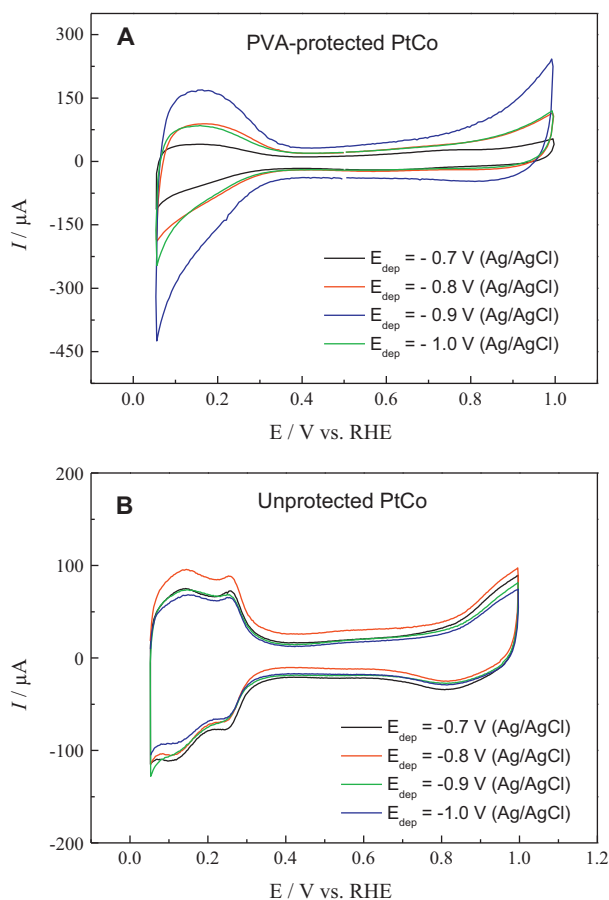 A
PVA-protected PtCo
300
150
0
-150
-300
-450
I / µA
E_dep = - 0.7 V (Ag/AgCl)
E_dep = - 0.8 V (Ag/AgCl)
E_dep = - 0.9 V (Ag/AgCl)
E_dep = - 1.0 V (Ag/AgCl)
0.0 0.2 0.4 0.6 0.8 1.0
E / V vs. RHE
B
Unprotected PtCo
200
100
0
-100
-200
I / µA
E_dep = -0.7 V (Ag/AgCl)
E_dep = -0.8 V (Ag/AgCl)
E_dep = -0.9 V (Ag/AgCl)
E_dep = -1.0 V (Ag/AgCl)
0.0 0.2 0.4 0.6 0.8 1.0 1.2
E / V vs. RHE